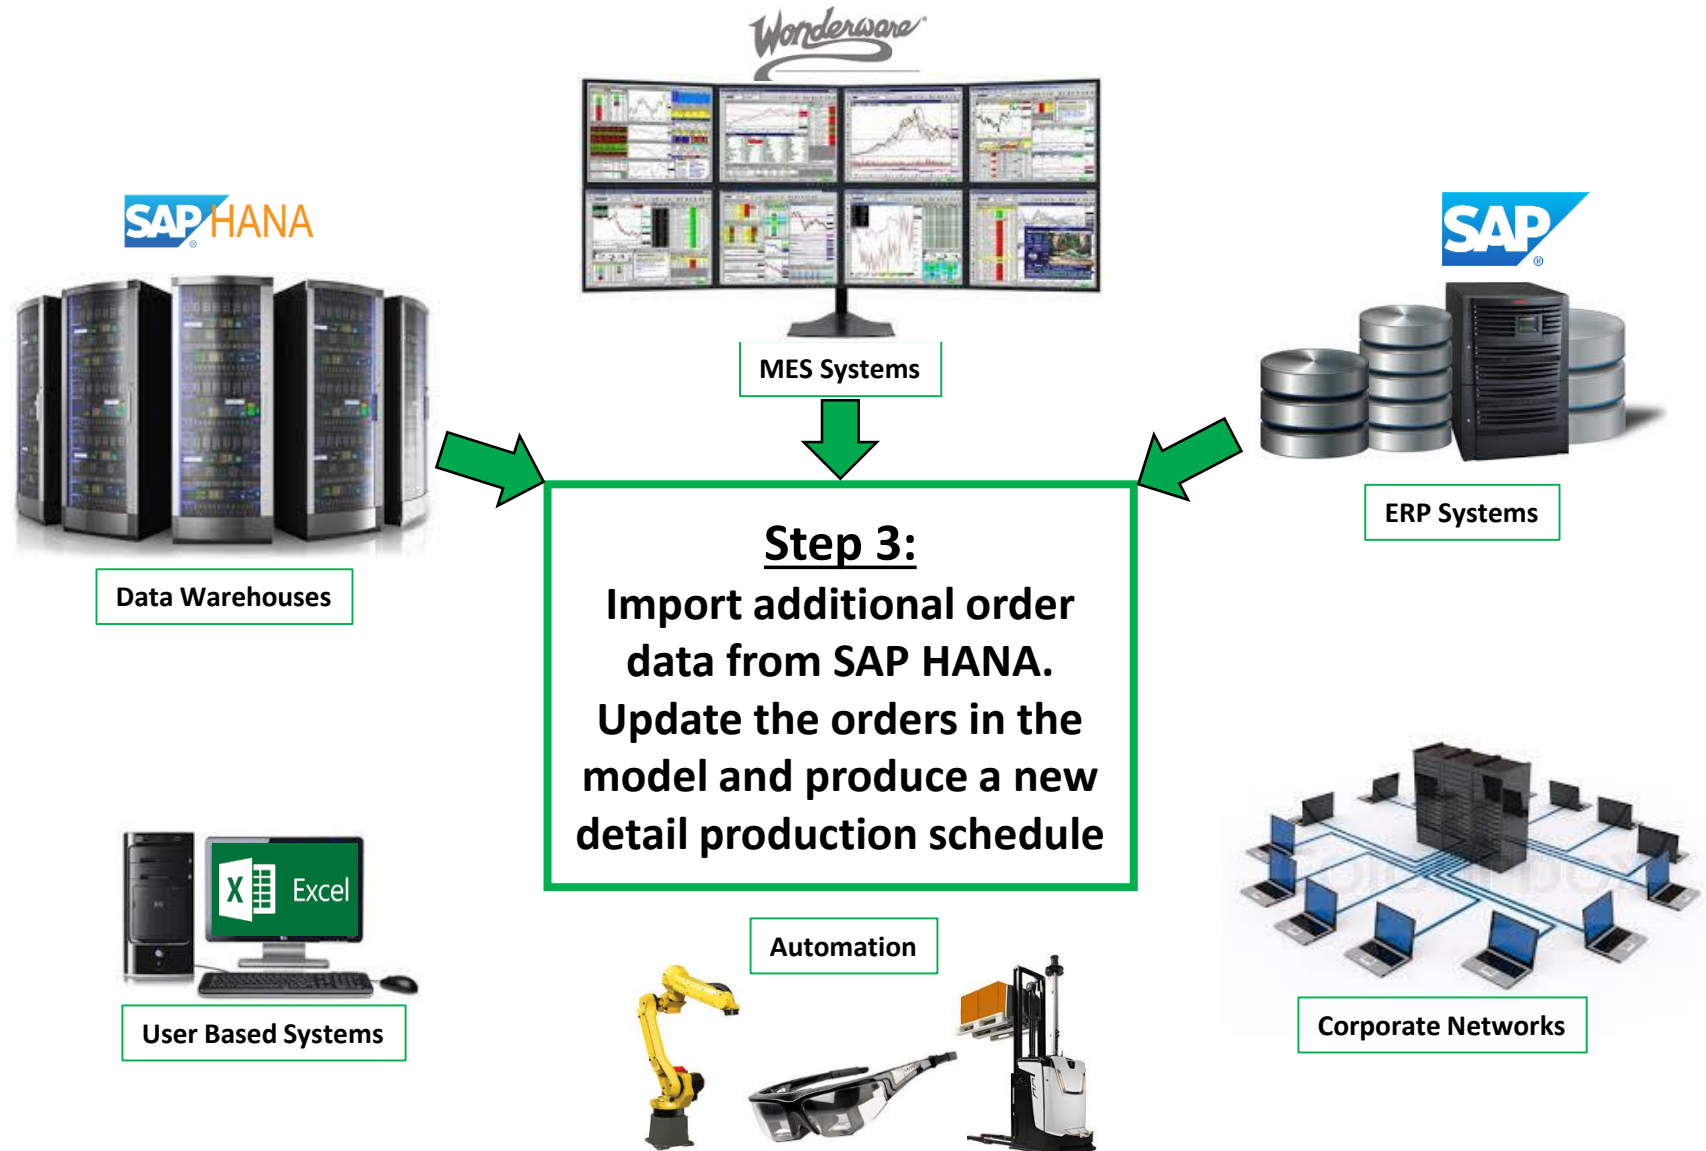 Wonderware
SAP HANA
SAP
®
MES Systems
ERP Systems
Data Warehouses
Step 3:
Import additional order
data from SAP HANA.
Update the orders in the
model and produce a new
detail production schedule
X Excel
Automation
User Based Systems
Corporate Networks